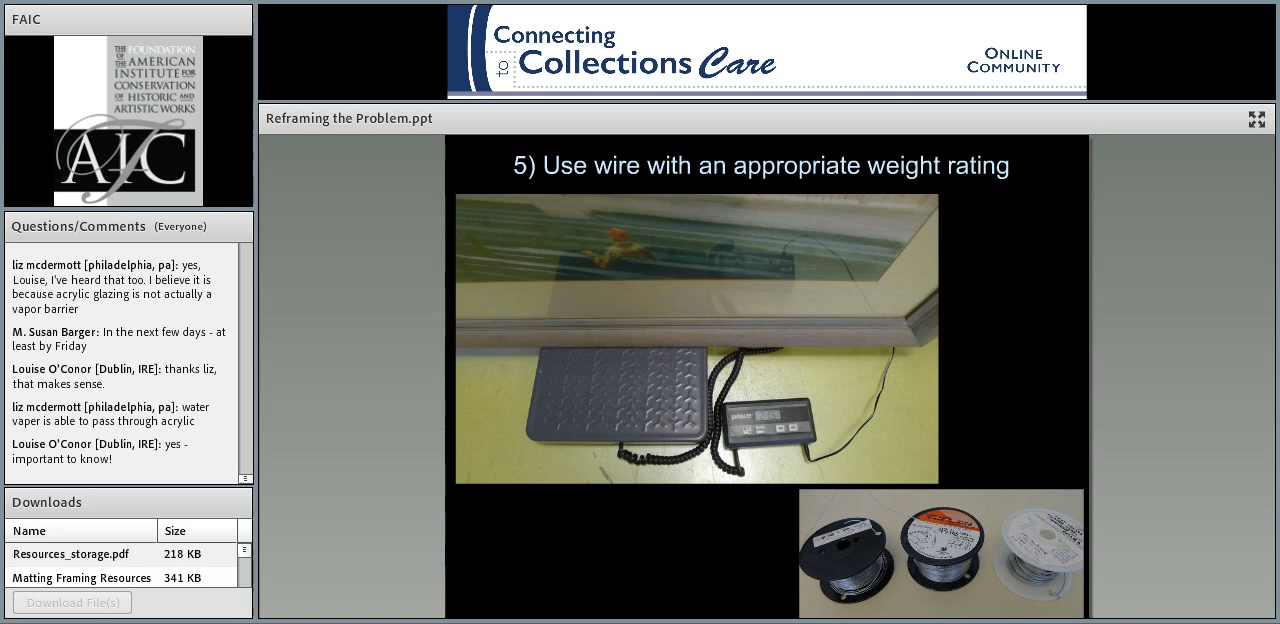 FAIC
THE FOUNDATION
OF THE AMERICAN
INSTITUTE FOR
CONSERVATION
OF HISTORIC AND
ARTISTIC WORKS
FAIC
Connecting
to Collections Care
ONLINE
COMMUNITY
Questions/Comments (Everyone)
liz mcdermott [philadelphia, pa]: yes,
Louise, I've heard that too. I believe it is
because acrylic glazing is not actually a
vapor barrier
M. Susan Barger: In the next few days - at
least by Friday
Louise O'Conor [Dublin, IRE]: thanks liz,
that makes sense.
liz mcdermott [philadelphia, pa]: water
vaper is able to pass through acrylic
Louise O'Conor [Dublin, IRE]: yes -
important to know!
Downloads
Name Size
Resources_storage.pdf 218 KB
Matting Framing Resources 341 KB
Download File(s)
Reframing the Problem.ppt
5) Use wire with an appropriate weight rating
pelouze